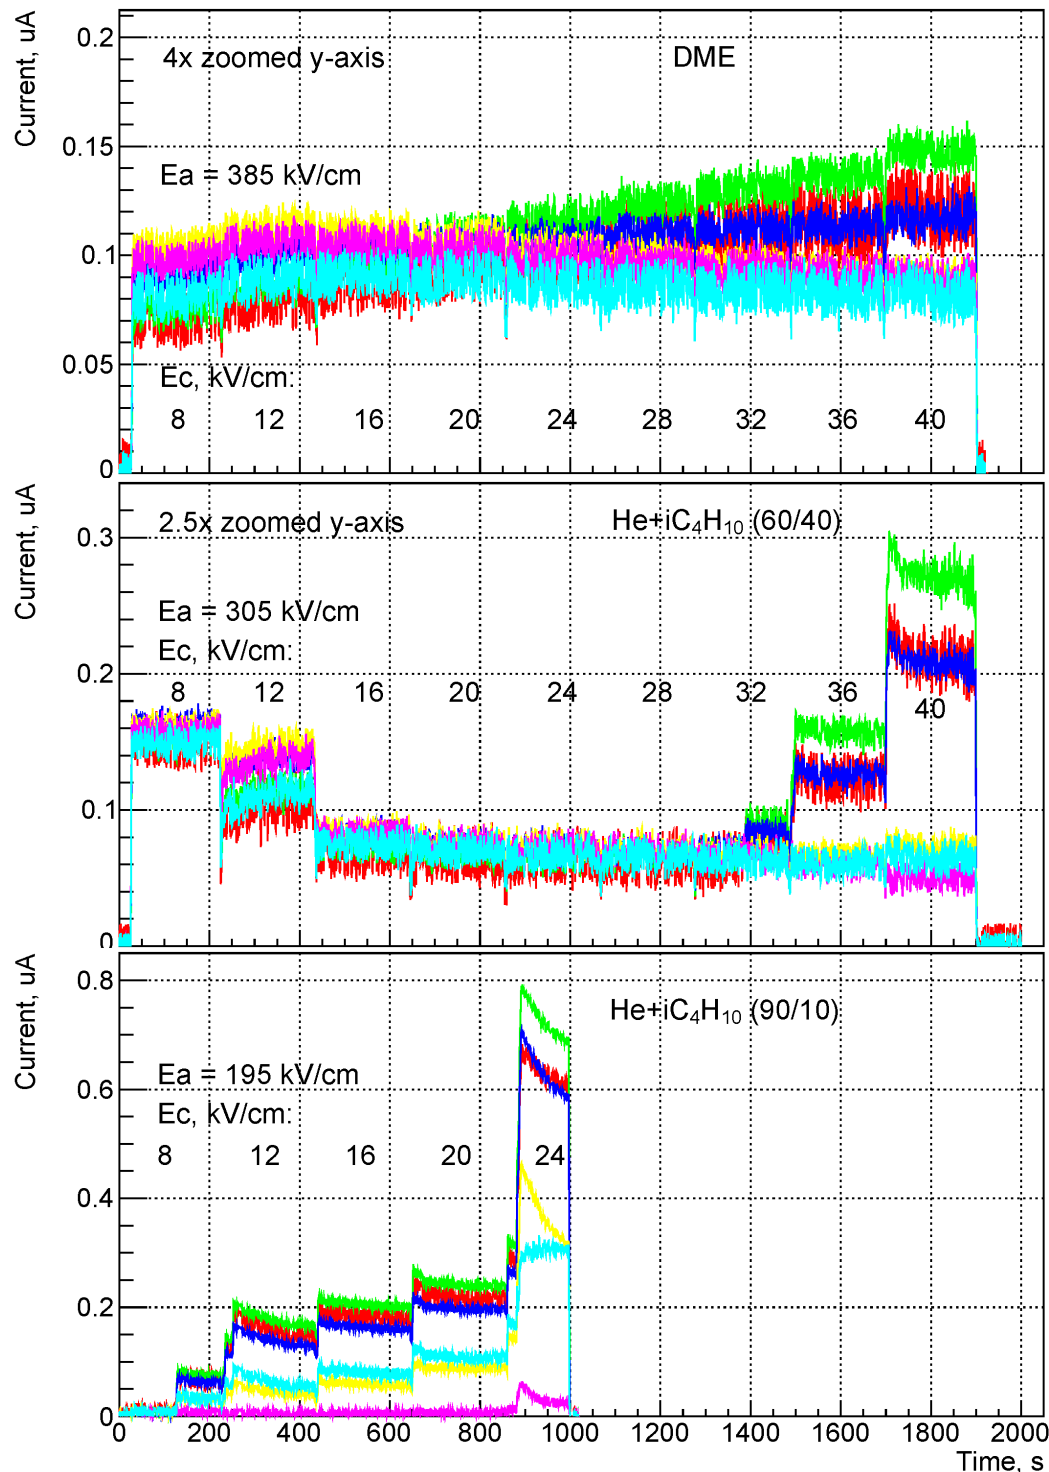 Current, uA
0.2
4x zoomed y-axis DME
0.15
Ea = 385 kV/cm
0.1
0.05
Ec, kV/cm:
8 12 16 20 24 28 32 36 40
0
Current, uA
2.5x zoomed y-axis He+iC₄H₁₀ (60/40)
0.3
Ea = 305 kV/cm
Ec, kV/cm:
0.2
8 12 16 20 24 28 32 36 40
0.1
0
Current, uA
0.8
He+iC₄H₁₀ (90/10)
Ea = 195 kV/cm
0.6
Ec, kV/cm:
8 12 16 20 24
0.4
0.2
0
0 200 400 600 800 1000 1200 1400 1600 1800 2000
Time, s